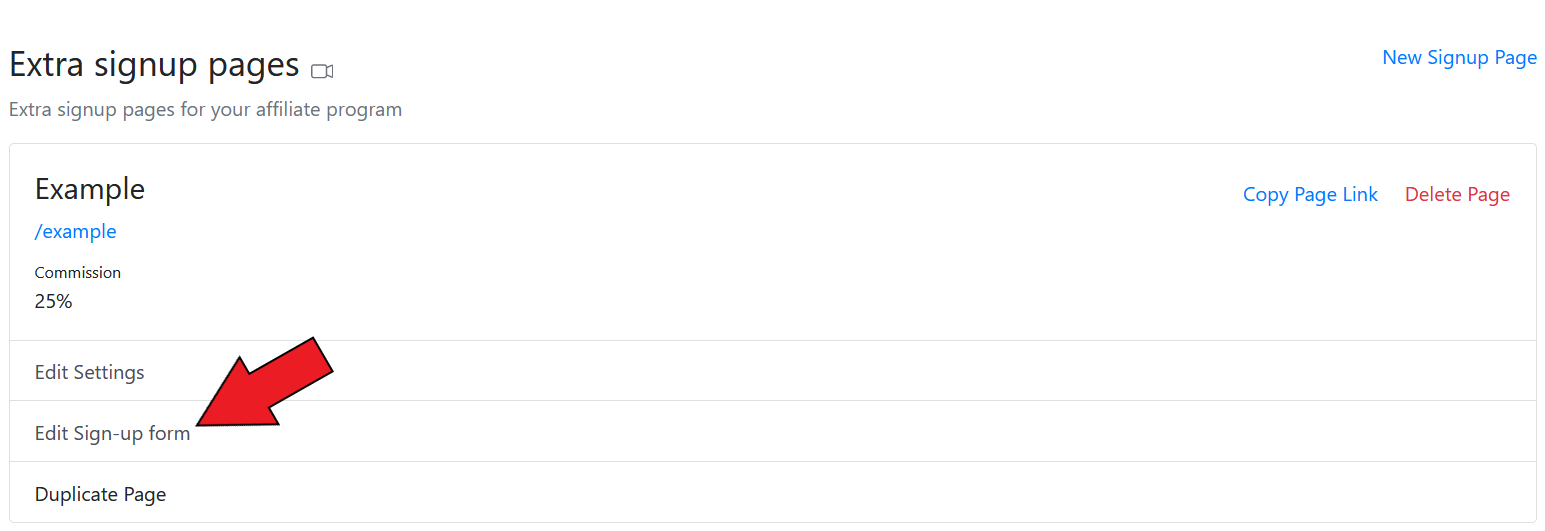 Extra signup pages
New Signup Page
Extra signup pages for your affiliate program
Example
Copy Page Link
Delete Page
/example
Commission
25%
Edit Settings
Edit Sign-up form
Duplicate Page